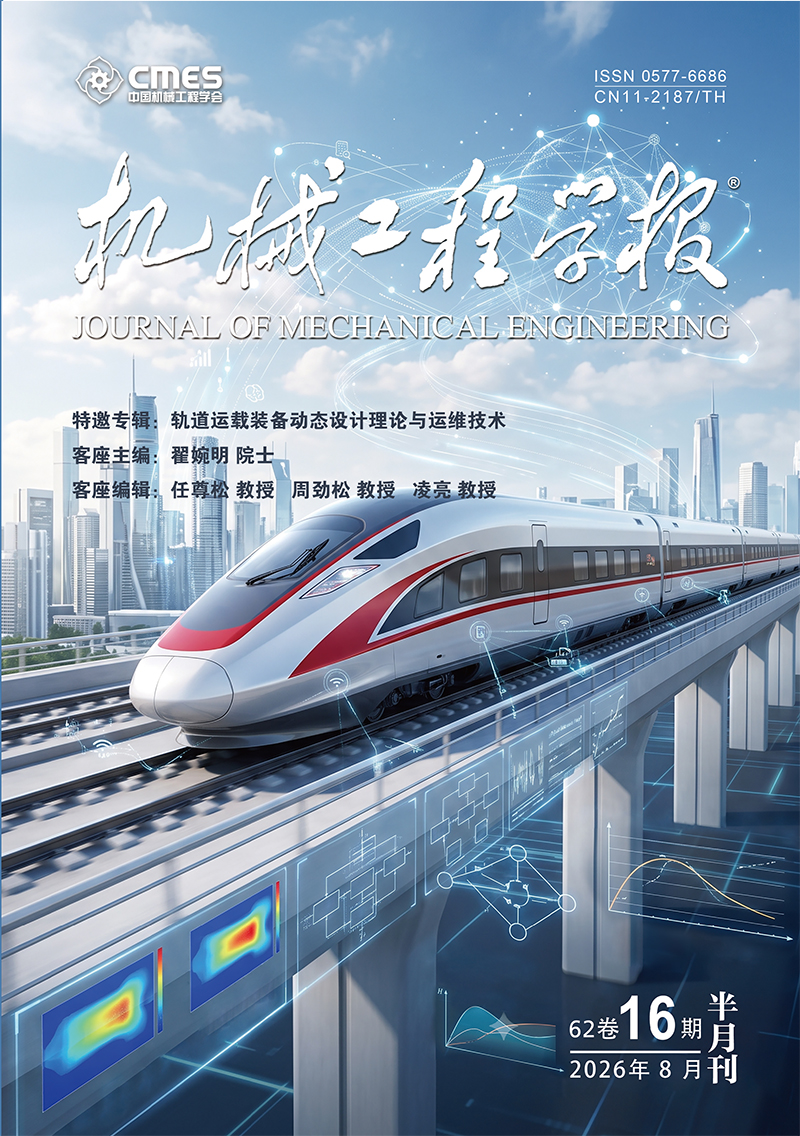 CMES
中国机械工程学会
ISSN 0577-6686
CN11-2187/TH
机械工程学报®
JOURNAL OF MECHANICAL ENGINEERING
特邀专辑：轨道运载装备动态设计理论与运维技术
客座主编：翟婉明 院士
客座编辑：任尊松 教授 周劲松 教授 凌亮 教授
62卷16期
2026年 8 月
半月刊